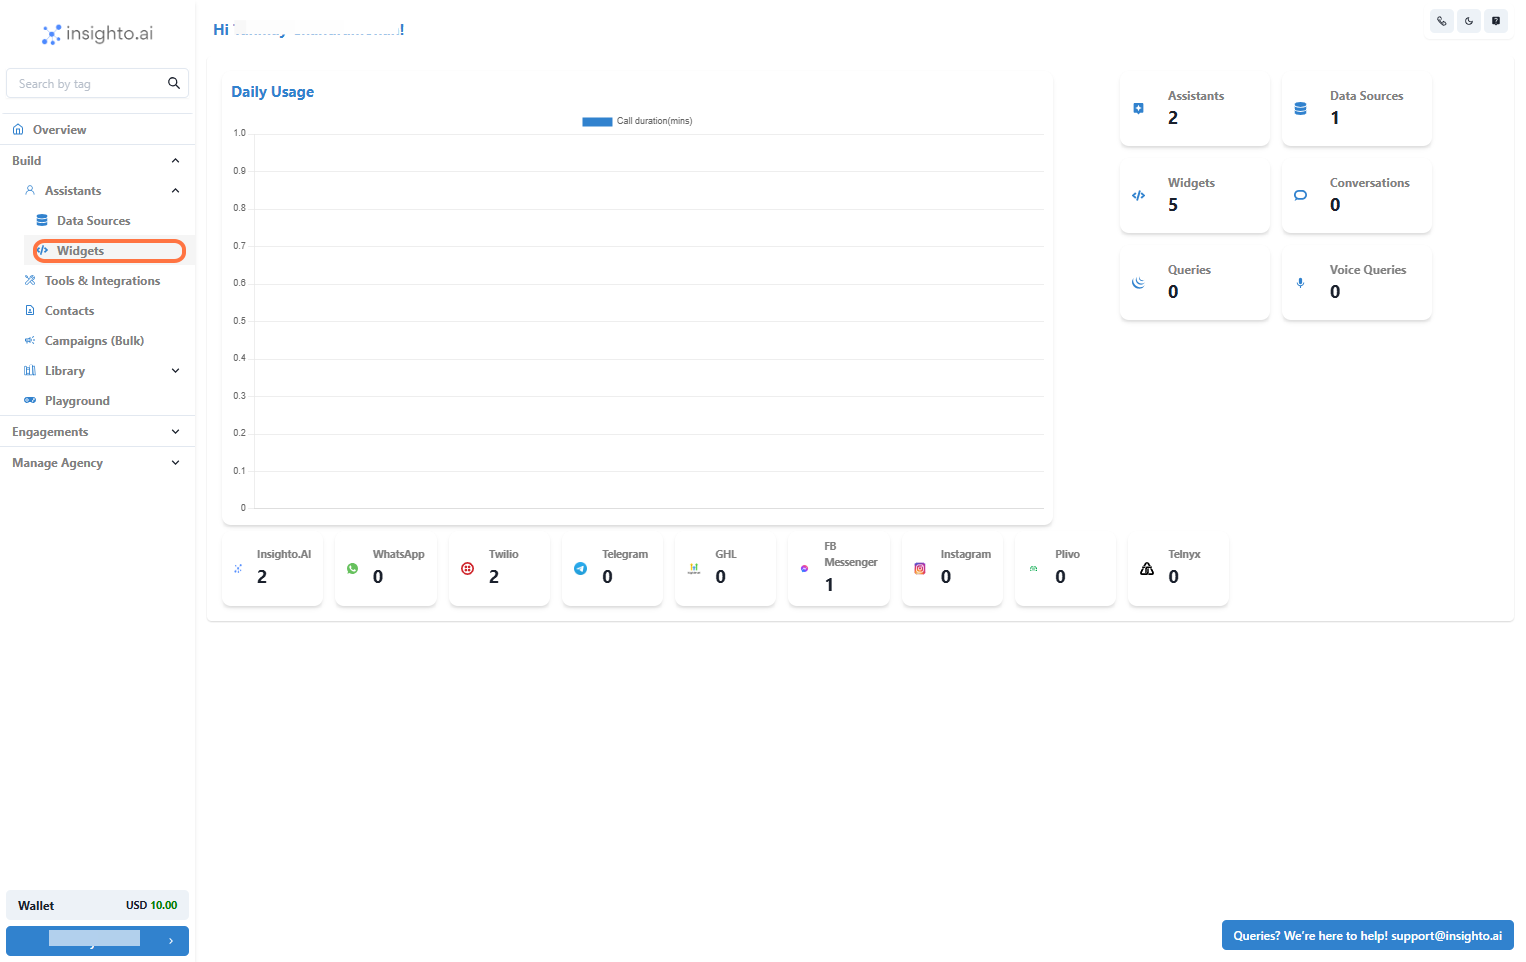 insighto.ai
Search by tag
Overview
Build
Assistants
Data Sources
Widgets
Tools & Integrations
Contacts
Campaigns (Bulk)
Library
Playground
Engagements
Manage Agency
Wallet USD 10.00
Hi !
Daily Usage
Call duration(mins)
1.0
0.9
0.8
0.7
0.6
0.5
0.4
0.3
0.2
0.1
0
Assistants
2
Data Sources
1
Widgets
5
Conversations
0
Queries
0
Voice Queries
0
Insighto.AI
2
WhatsApp
0
Twilio
2
Telegram
0
GHL
0
FB
Messenger
1
Instagram
0
Plivo
0
Telnyx
0
Queries? We're here to help! support@insighto.ai